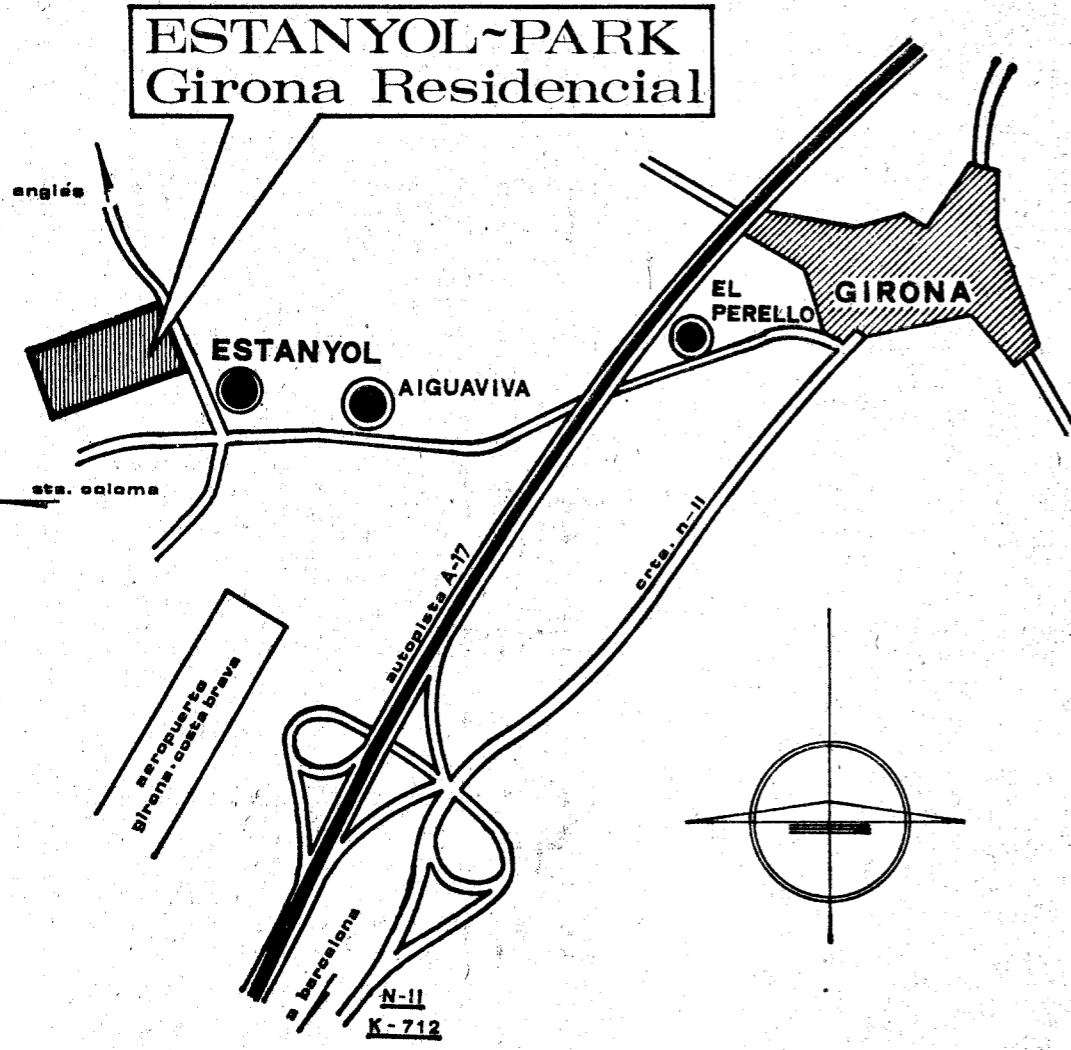 ESTANYOL~PARK
Girona Residencial
anglés
EL
PERELLO
GIRONA
ESTANYOL
AIGUAVIVA
sta. coloma
autopista A-17
crta. n-II
aeropuerto
girona-costa brava
a barcelona
N-II
K-712